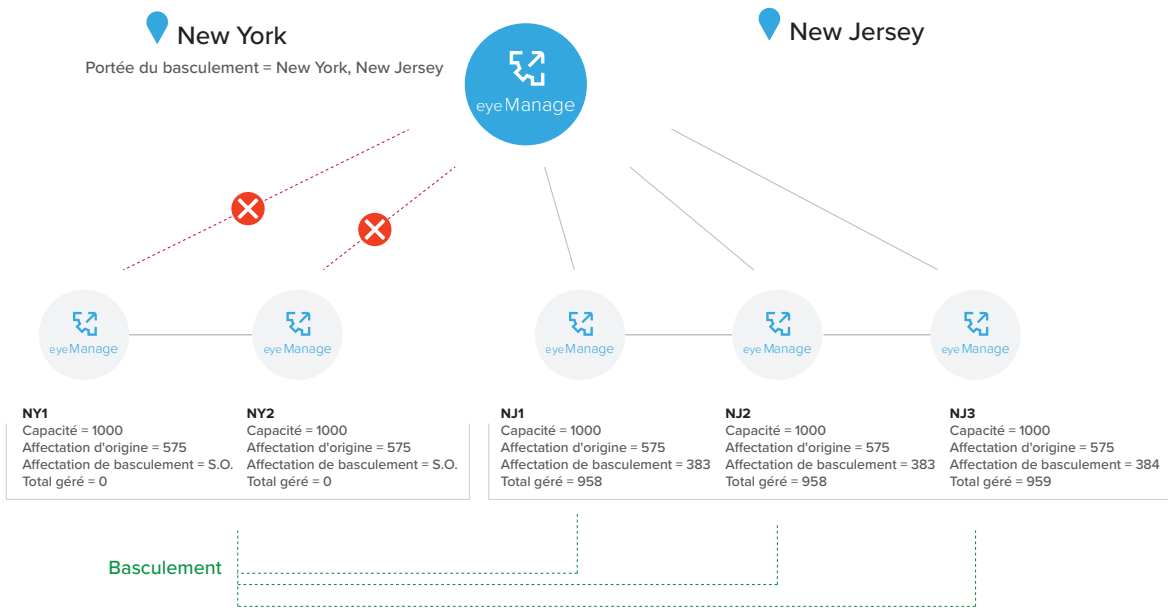 New York
New Jersey
Portée du basculement = New York, New Jersey
eyeManage
eyeManage
eyeManage
eyeManage
eyeManage
eyeManage
NY1
Capacité = 1000
Affectation d'origine = 575
Affectation de basculement = S.O.
Total géré = 0
NY2
Capacité = 1000
Affectation d'origine = 575
Affectation de basculement = S.O.
Total géré = 0
NJ1
Capacité = 1000
Affectation d'origine = 575
Affectation de basculement = 383
Total géré = 958
NJ2
Capacité = 1000
Affectation d'origine = 575
Affectation de basculement = 383
Total géré = 958
NJ3
Capacité = 1000
Affectation d'origine = 575
Affectation de basculement = 384
Total géré = 959
Basculement